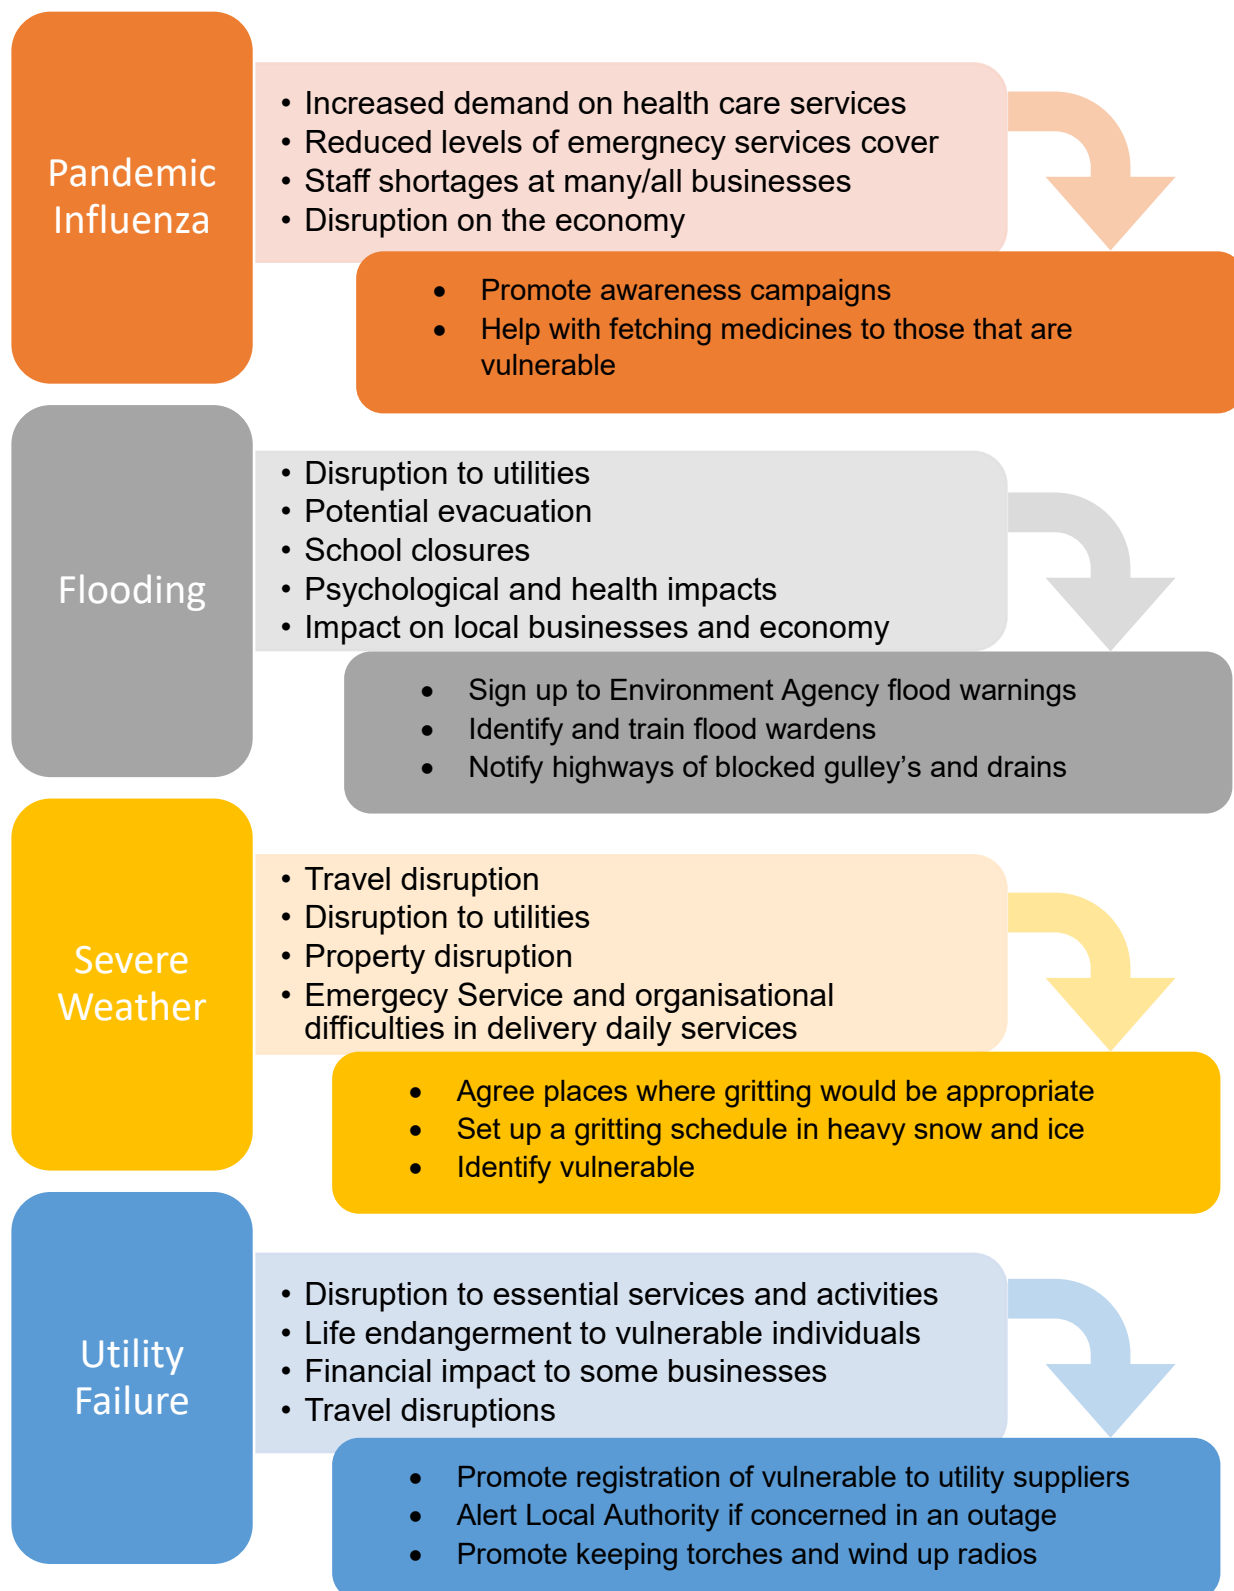 Pandemic
Influenza
• Increased demand on health care services
• Reduced levels of emergnecy services cover
• Staff shortages at many/all businesses
• Disruption on the economy
• Promote awareness campaigns
• Help with fetching medicines to those that are
vulnerable
Flooding
• Disruption to utilities
• Potential evacuation
• School closures
• Psychological and health impacts
• Impact on local businesses and economy
• Sign up to Environment Agency flood warnings
• Identify and train flood wardens
• Notify highways of blocked gulley’s and drains
Severe
Weather
• Travel disruption
• Disruption to utilities
• Property disruption
• Emergecy Service and organisational
difficulties in delivery daily services
• Agree places where gritting would be appropriate
• Set up a gritting schedule in heavy snow and ice
• Identify vulnerable
Utility
Failure
• Disruption to essential services and activities
• Life endangerment to vulnerable individuals
• Financial impact to some businesses
• Travel disruptions
• Promote registration of vulnerable to utility suppliers
• Alert Local Authority if concerned in an outage
• Promote keeping torches and wind up radios